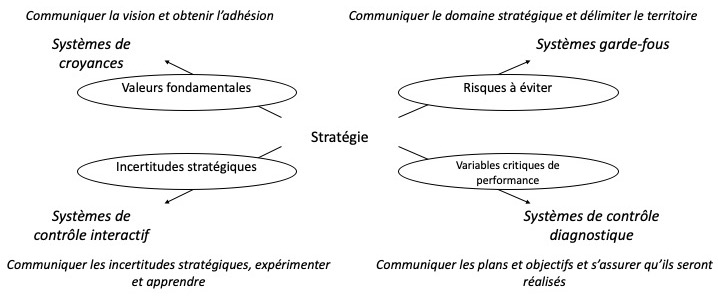 Communiquer la vision et obtenir l’adhésion
Communiquer le domaine stratégique et délimiter le territoire
Systèmes de
croyances
Systèmes garde-fous
Valeurs fondamentales
Risques à éviter
Stratégie
Incertitudes stratégiques
Variables critiques de
performance
Systèmes de
contrôle interactif
Systèmes de contrôle
diagnostique
Communiquer les incertitudes stratégiques, expérimenter
et apprendre
Communiquer les plans et objectifs et s’assurer qu’ils seront
réalisés